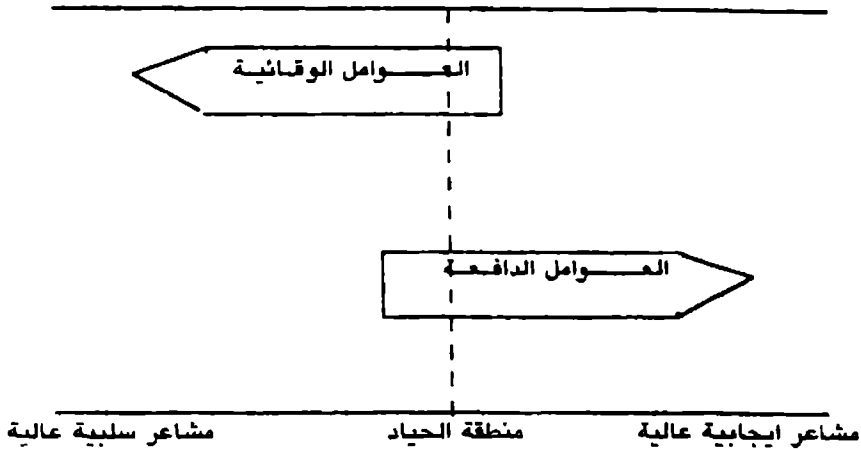 العوامل الوقائية
العوامل الدافعة
مشاعر ايجابية عالية
منطقة الحياد
مشاعر سلبية عالية